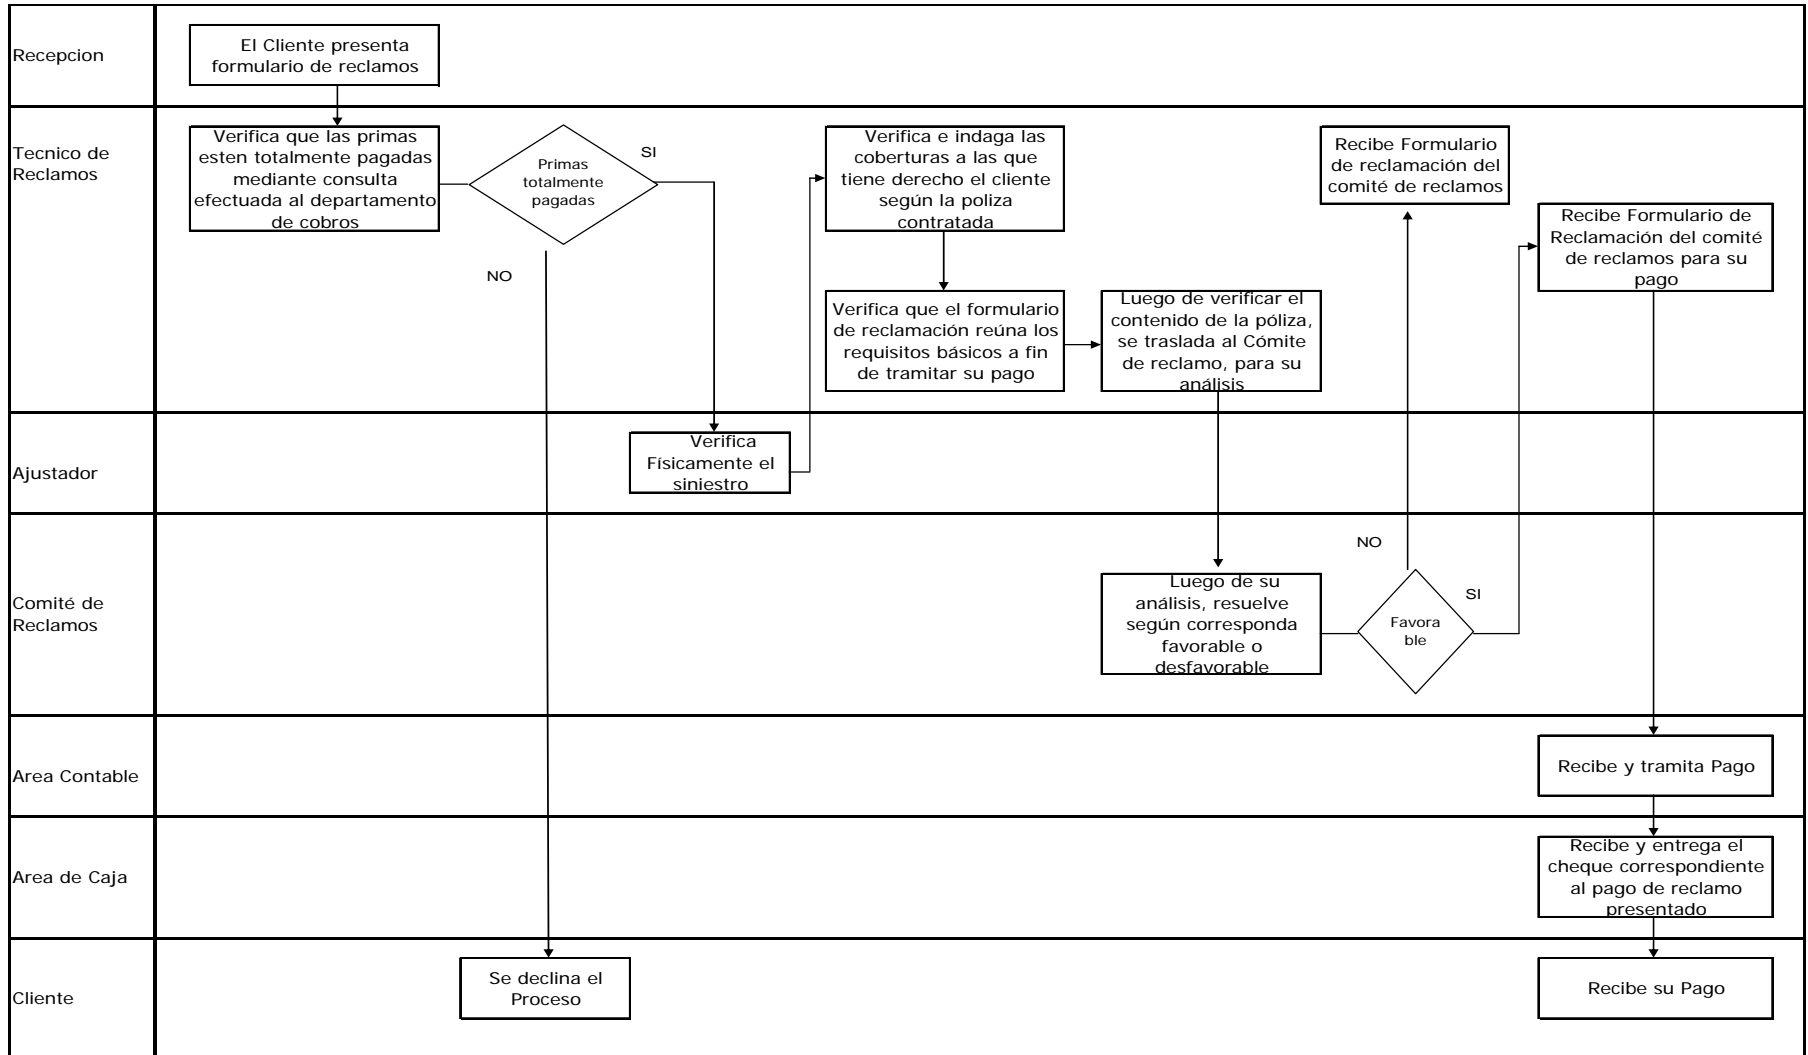 Recepcion
El Cliente presenta
formulario de reclamos
Tecnico de
Reclamos
Verifica que las primas
esten totalmente pagadas
mediante consulta
efectuada al departamento
de cobros
Primas
totalmente
pagadas
SI
NO
Verifica e indaga las
coberturas a las que
tiene derecho el cliente
según la poliza
contratada
Verifica que el formulario
de reclamación reúna los
requisitos básicos a fin
de tramitar su pago
Luego de verificar el
contenido de la póliza,
se traslada al Cómite
de reclamo, para su
análisis
Recibe Formulario
de reclamación del
comité de reclamos
Recibe Formulario de
Reclamación del comité
de reclamos para su
pago
Ajustador
Verifica
Físicamente el
siniestro
Comité de
Reclamos
Luego de su
análisis, resuelve
según corresponda
favorable o
desfavorable
NO
Favora
ble
SI
Area Contable
Recibe y tramita Pago
Area de Caja
Recibe y entrega el
cheque correspondiente
al pago de reclamo
presentado
Cliente
Se declina el
Proceso
Recibe su Pago